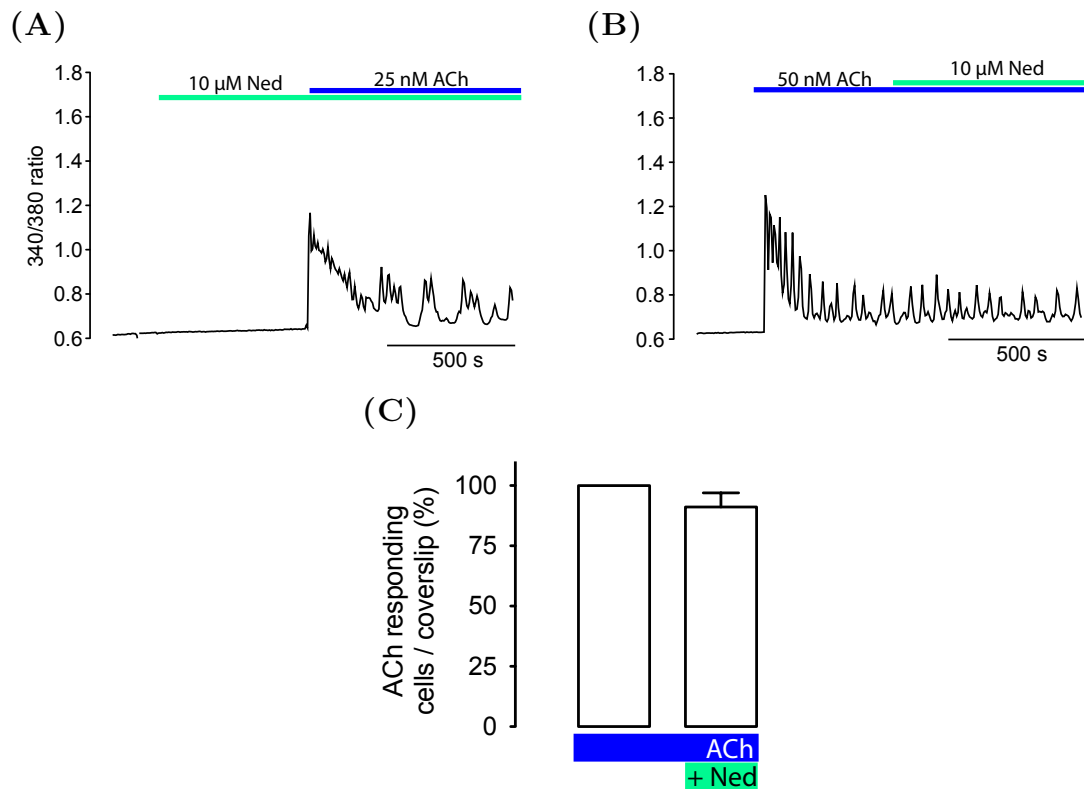 (A)
10 µM Ned
25 nM ACh
1.8
1.6
1.4
1.2
1.0
0.8
0.6
340/380 ratio
500 s
(B)
50 nM ACh
10 µM Ned
1.8
1.6
1.4
1.2
1.0
0.8
0.6
500 s
(C)
ACh responding
cells / coverslip (%)
100
75
50
25
0
ACh
+ Ned